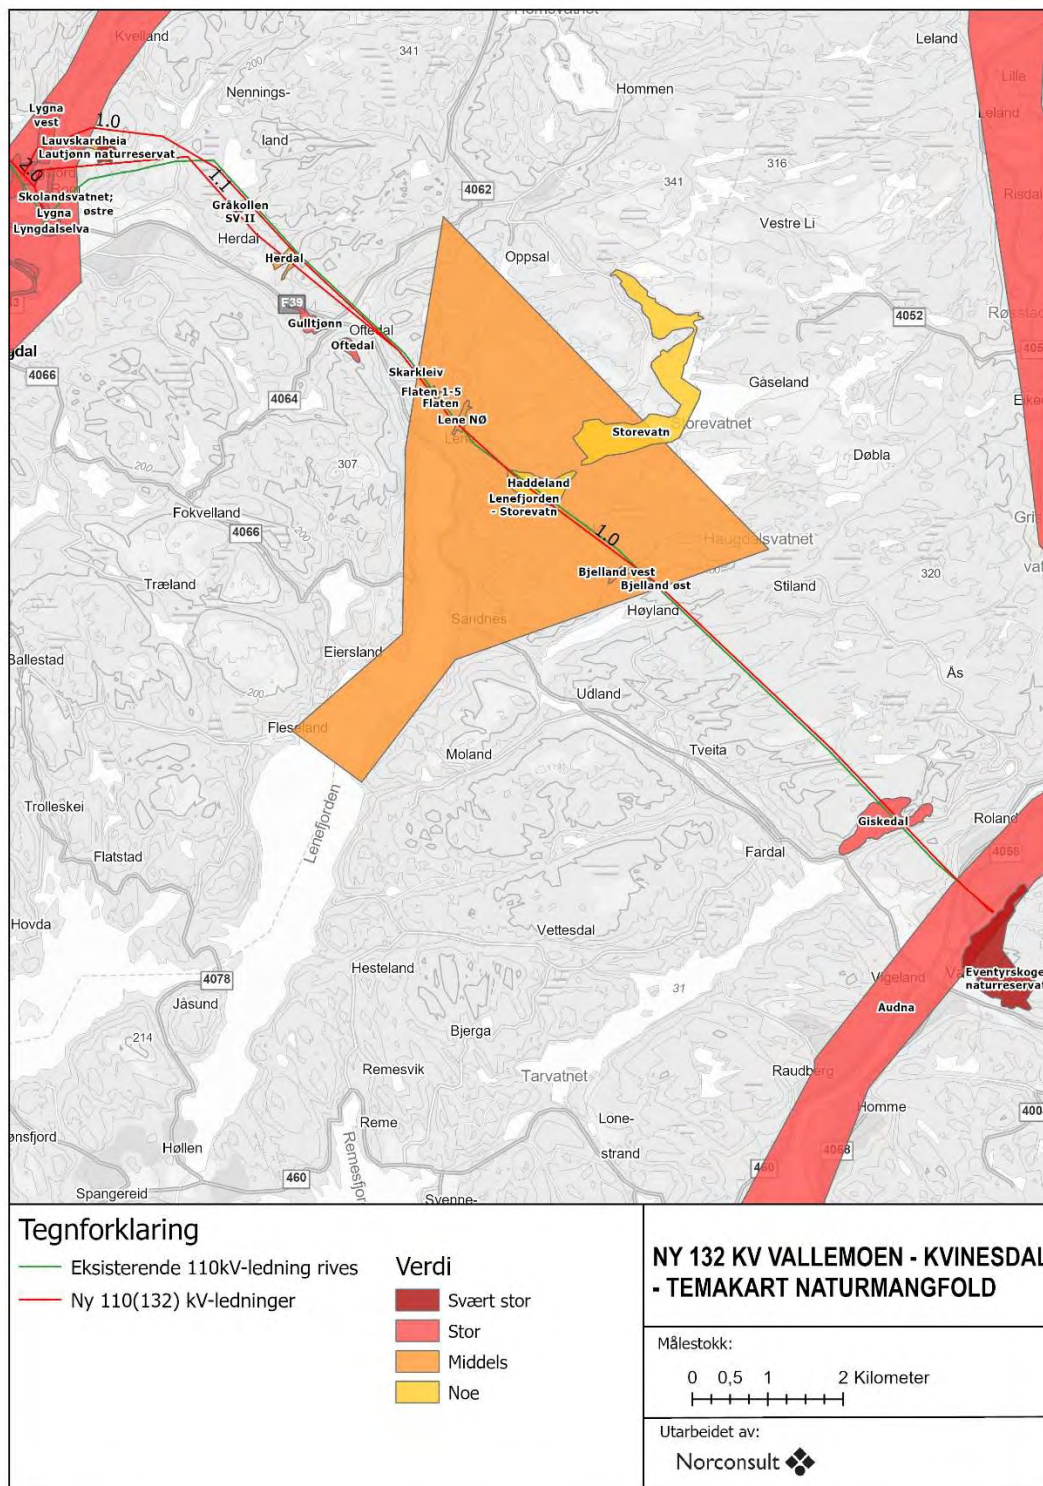 Kvelland
341
Homsvatnet
Leland
200
Nennings-
Hommen
Lille
Lygna
vest
1.0
land
Leland
Lauvskardheia
Lautjønn naturreservat
316
2.0
1.1
4062
341
Risdal
Skolandsvatnet;
Lygna
østre
Gråkollen
SV-II
Vestre Li
Lyngdalselva
Herdal
Oppsal
Herdal
F39
4052
Gulltjønn
Oftedal
Oftedal
Skarkleiv
4066
4064
Flaten 1-5
Flaten
Gåseland
Lene NØ
Storevatn
Storevatnet
200
307
Døbla
Haddeland
Lenefjorden
- Storevatn
Fokvelland
4066
1.0
Haugdalsvatnet
Træland
Bjelland vest
Bjelland øst
320
Stiland
Høyland
Sandnes
Eiersland
Ballestad
Ås
200
Udland
Fleseland
Moland
Tveita
Trolleskei
Lenefjorden
Giskedal
Roland
Flatstad
Fardal
4055
Hovda
Vettesdal
Hesteland
Vigeland
4078
31
Audna
Jåsund
Bjerga
214
Remesvik
Tarvatnet
Raudberg
Reme
Lone-
Homme
Høllen
strand
4068
460
460
Spangereid
Svenne-
Tegnforklaring
Eksisterende 110kV-ledning rives
Ny 110(132) kV-ledninger
Verdi
Svært stor
Stor
Middels
Noe
NY 132 KV VALLEMOEN - KVINESDAL
- TEMAKART NATURMANGFOLD
Målestokk:
0 0,5 1 2 Kilometer
Utarbeidet av:
Norconsult